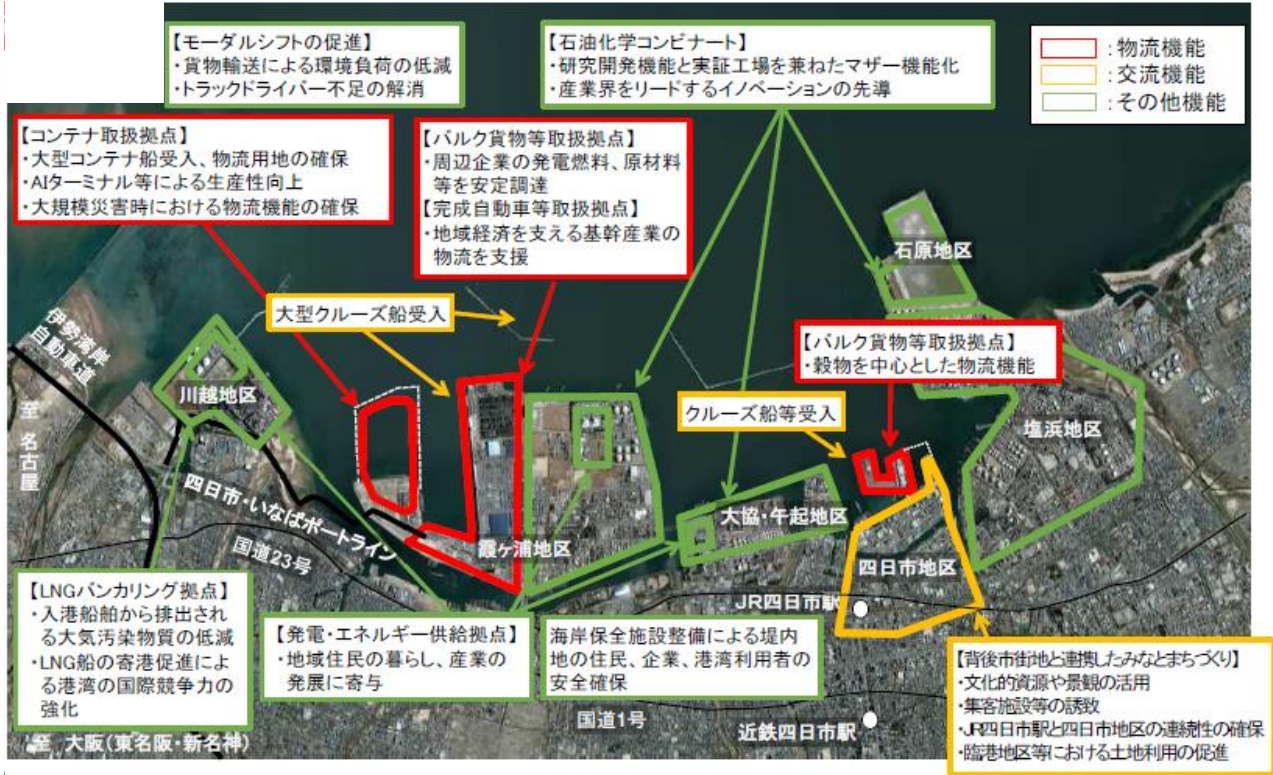 【モーダルシフトの促進】
・貨物輸送による環境負荷の低減
・トラックドライバー不足の解消
【石油化学コンビナート】
・研究開発機能と実証工場を兼ねたマザー機能化
・産業界をリードするイノベーションの先導
：物流機能
：交流機能
：その他機能
【コンテナ取扱拠点】
・大型コンテナ船受入、物流用地の確保
・AIターミナル等による生産性向上
・大規模災害時における物流機能の確保
【バルク貨物等取扱拠点】
・周辺企業の発電燃料、原材料
等を安定調達
【完成自動車等取扱拠点】
・地域経済を支える基幹産業の
物流を支援
石原地区
大型クルーズ船受入
伊勢湾岸
自動車道
【バルク貨物等取扱拠点】
・穀物を中心とした物流機能
川越地区
至 名古屋
クルーズ船等受入
塩浜地区
四日市・いなばポートライン
大協・午起地区
霞ヶ浦地区
国道23号
四日市地区
JR四日市駅
【LNGバンカリング拠点】
・入港船舶から排出され
る大気汚染物質の低減
・LNG船の寄港促進によ
る港湾の国際競争力の
強化
【発電・エネルギー供給拠点】
・地域住民の暮らし、産業の
発展に寄与
海岸保全施設整備による堤内
地の住民、企業、港湾利用者の
安全確保
【背後市街地と連携したみなとまちづくり】
・文化的資源や景観の活用
・集客施設等の誘致
・JR四日市駅と四日市地区の連続性の確保
・臨港地区等における土地利用の促進
国道1号
近鉄四日市駅
至 大阪(東名阪・新名神)